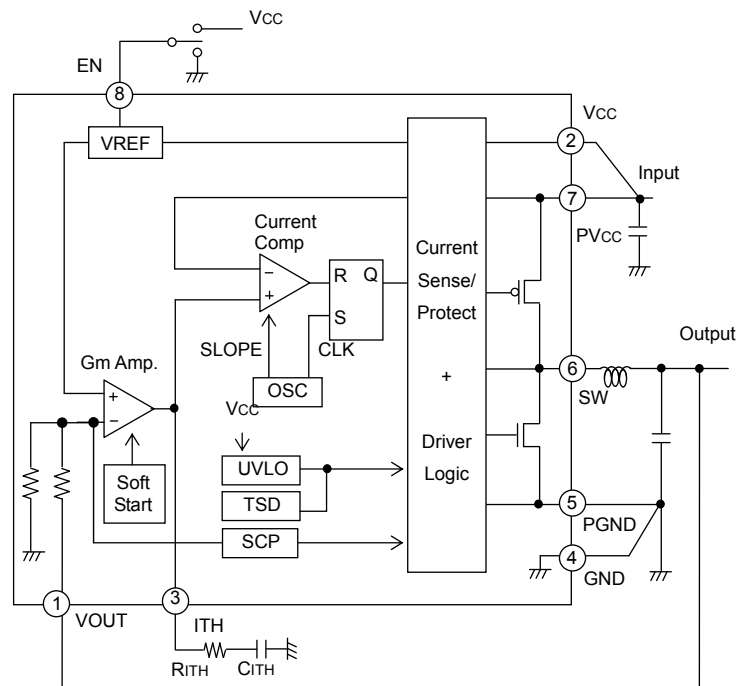 VCC
EN
8
VCC
VREF
2
Input
7
Current
Comp
PVCC
Current
Sense/
Protect
+
Driver
Logic
−
+
R Q
S
SLOPE
CLK
Output
Gm Amp.
OSC
6
SW
VCC
+
−
UVLO
Soft
Start
TSD
5
PGND
SCP
4
GND
1
VOUT
3
ITH
RITH
CITH